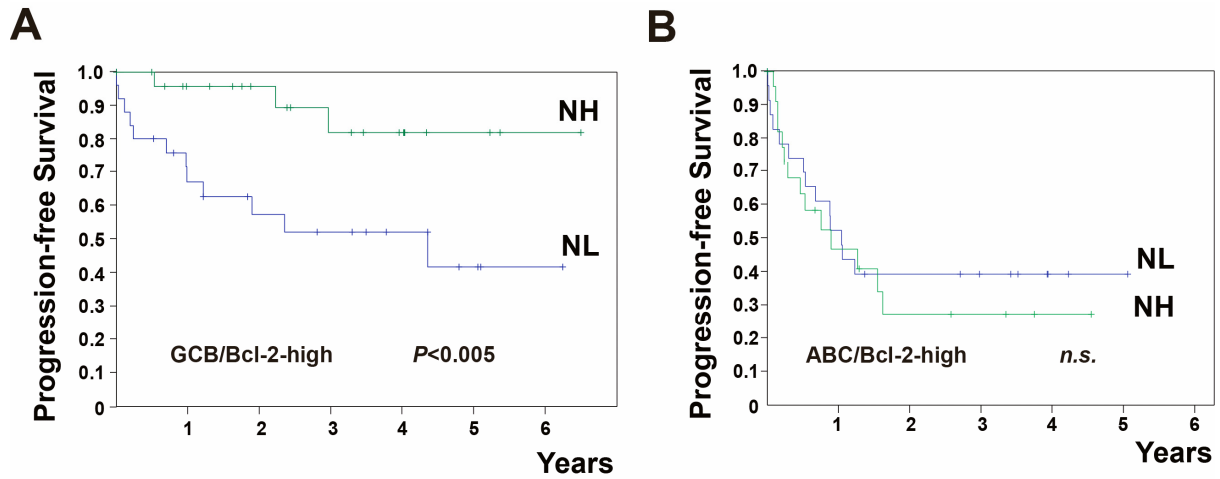 A
Progression-free Survival
1.0
0.9
0.8
0.7
0.6
0.5
0.4
0.3
0.2
0.1
0
NH
NL
GCB/Bcl-2-high P<0.005
1 2 3 4 5 6
Years
B
Progression-free Survival
1.0
0.9
0.8
0.7
0.6
0.5
0.4
0.3
0.2
0.1
0
NL
NH
ABC/Bcl-2-high n.s.
1 2 3 4 5 6
Years